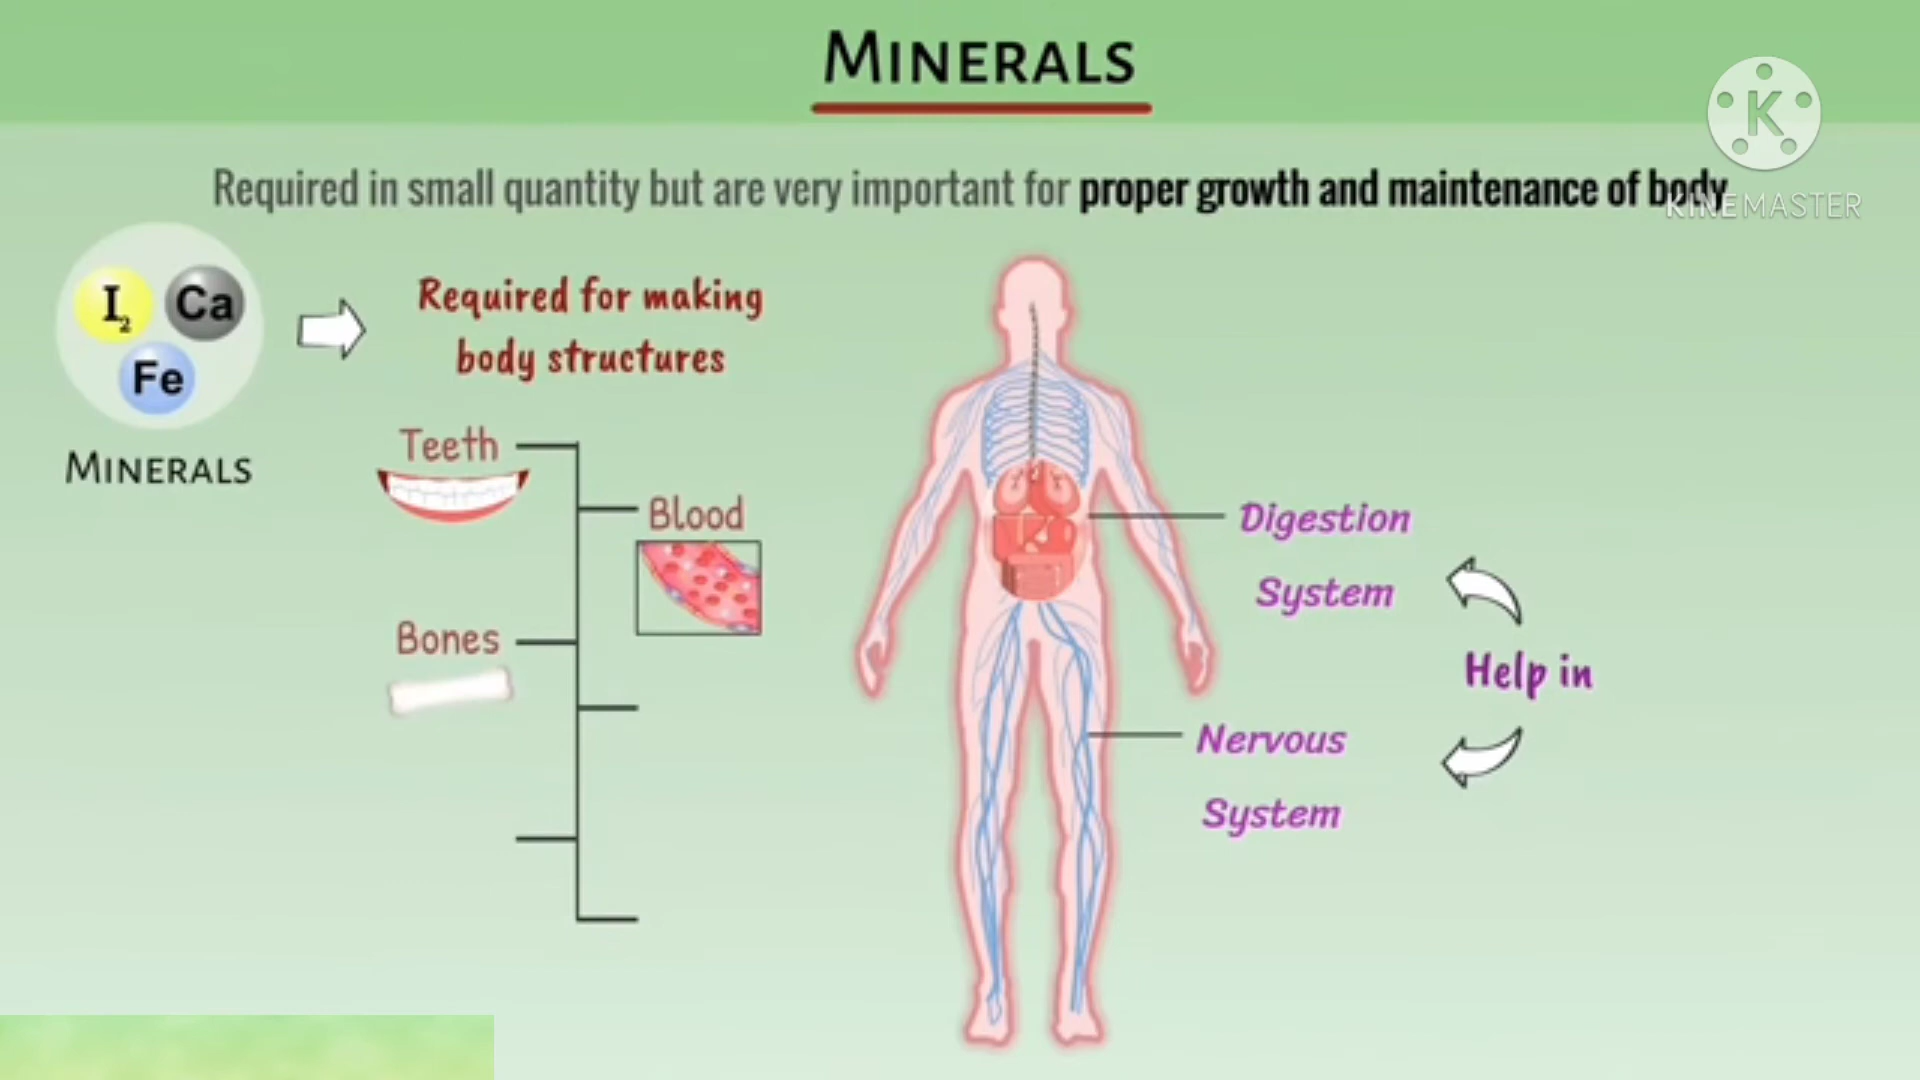 MINERALS
K
KINEMASTER
Required in small quantity but are very important for proper growth and maintenance of body
I2
Ca
Fe
MINERALS
Required for making
body structures
Teeth
Blood
Bones
Digestion
System
Help in
Nervous
System